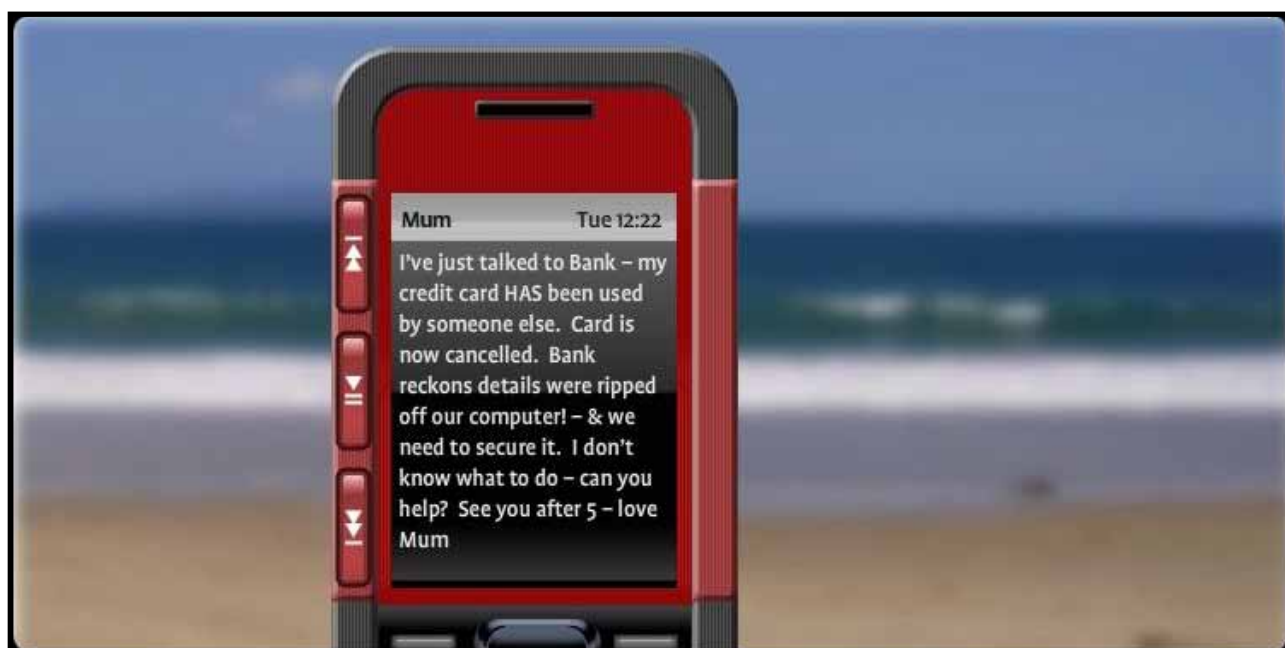 Mum Tue 12:22
I've just talked to Bank – my
credit card HAS been used
by someone else. Card is
now cancelled. Bank
reckons details were ripped
off our computer! – & we
need to secure it. I don't
know what to do – can you
help? See you after 5 – love
Mum